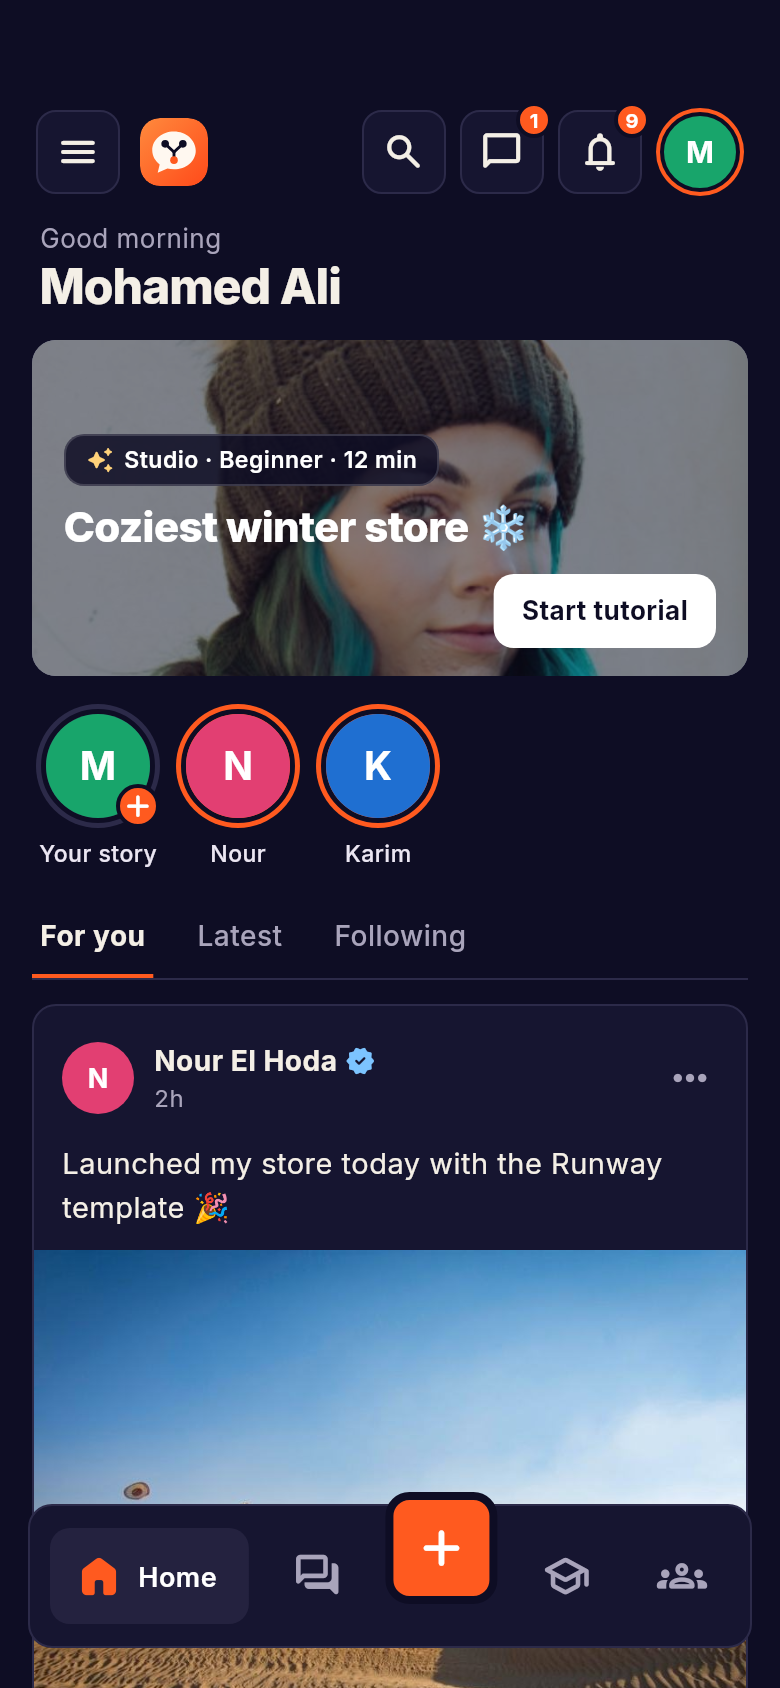 1
9
M
Good morning
Mohamed Ali
Studio · Beginner · 12 min
Coziest winter store ❄️
Start tutorial
M
N
K
Your story
Nour
Karim
For you
Latest
Following
N
Nour El Hoda
2h
Launched my store today with the Runway
template 🎉
Home